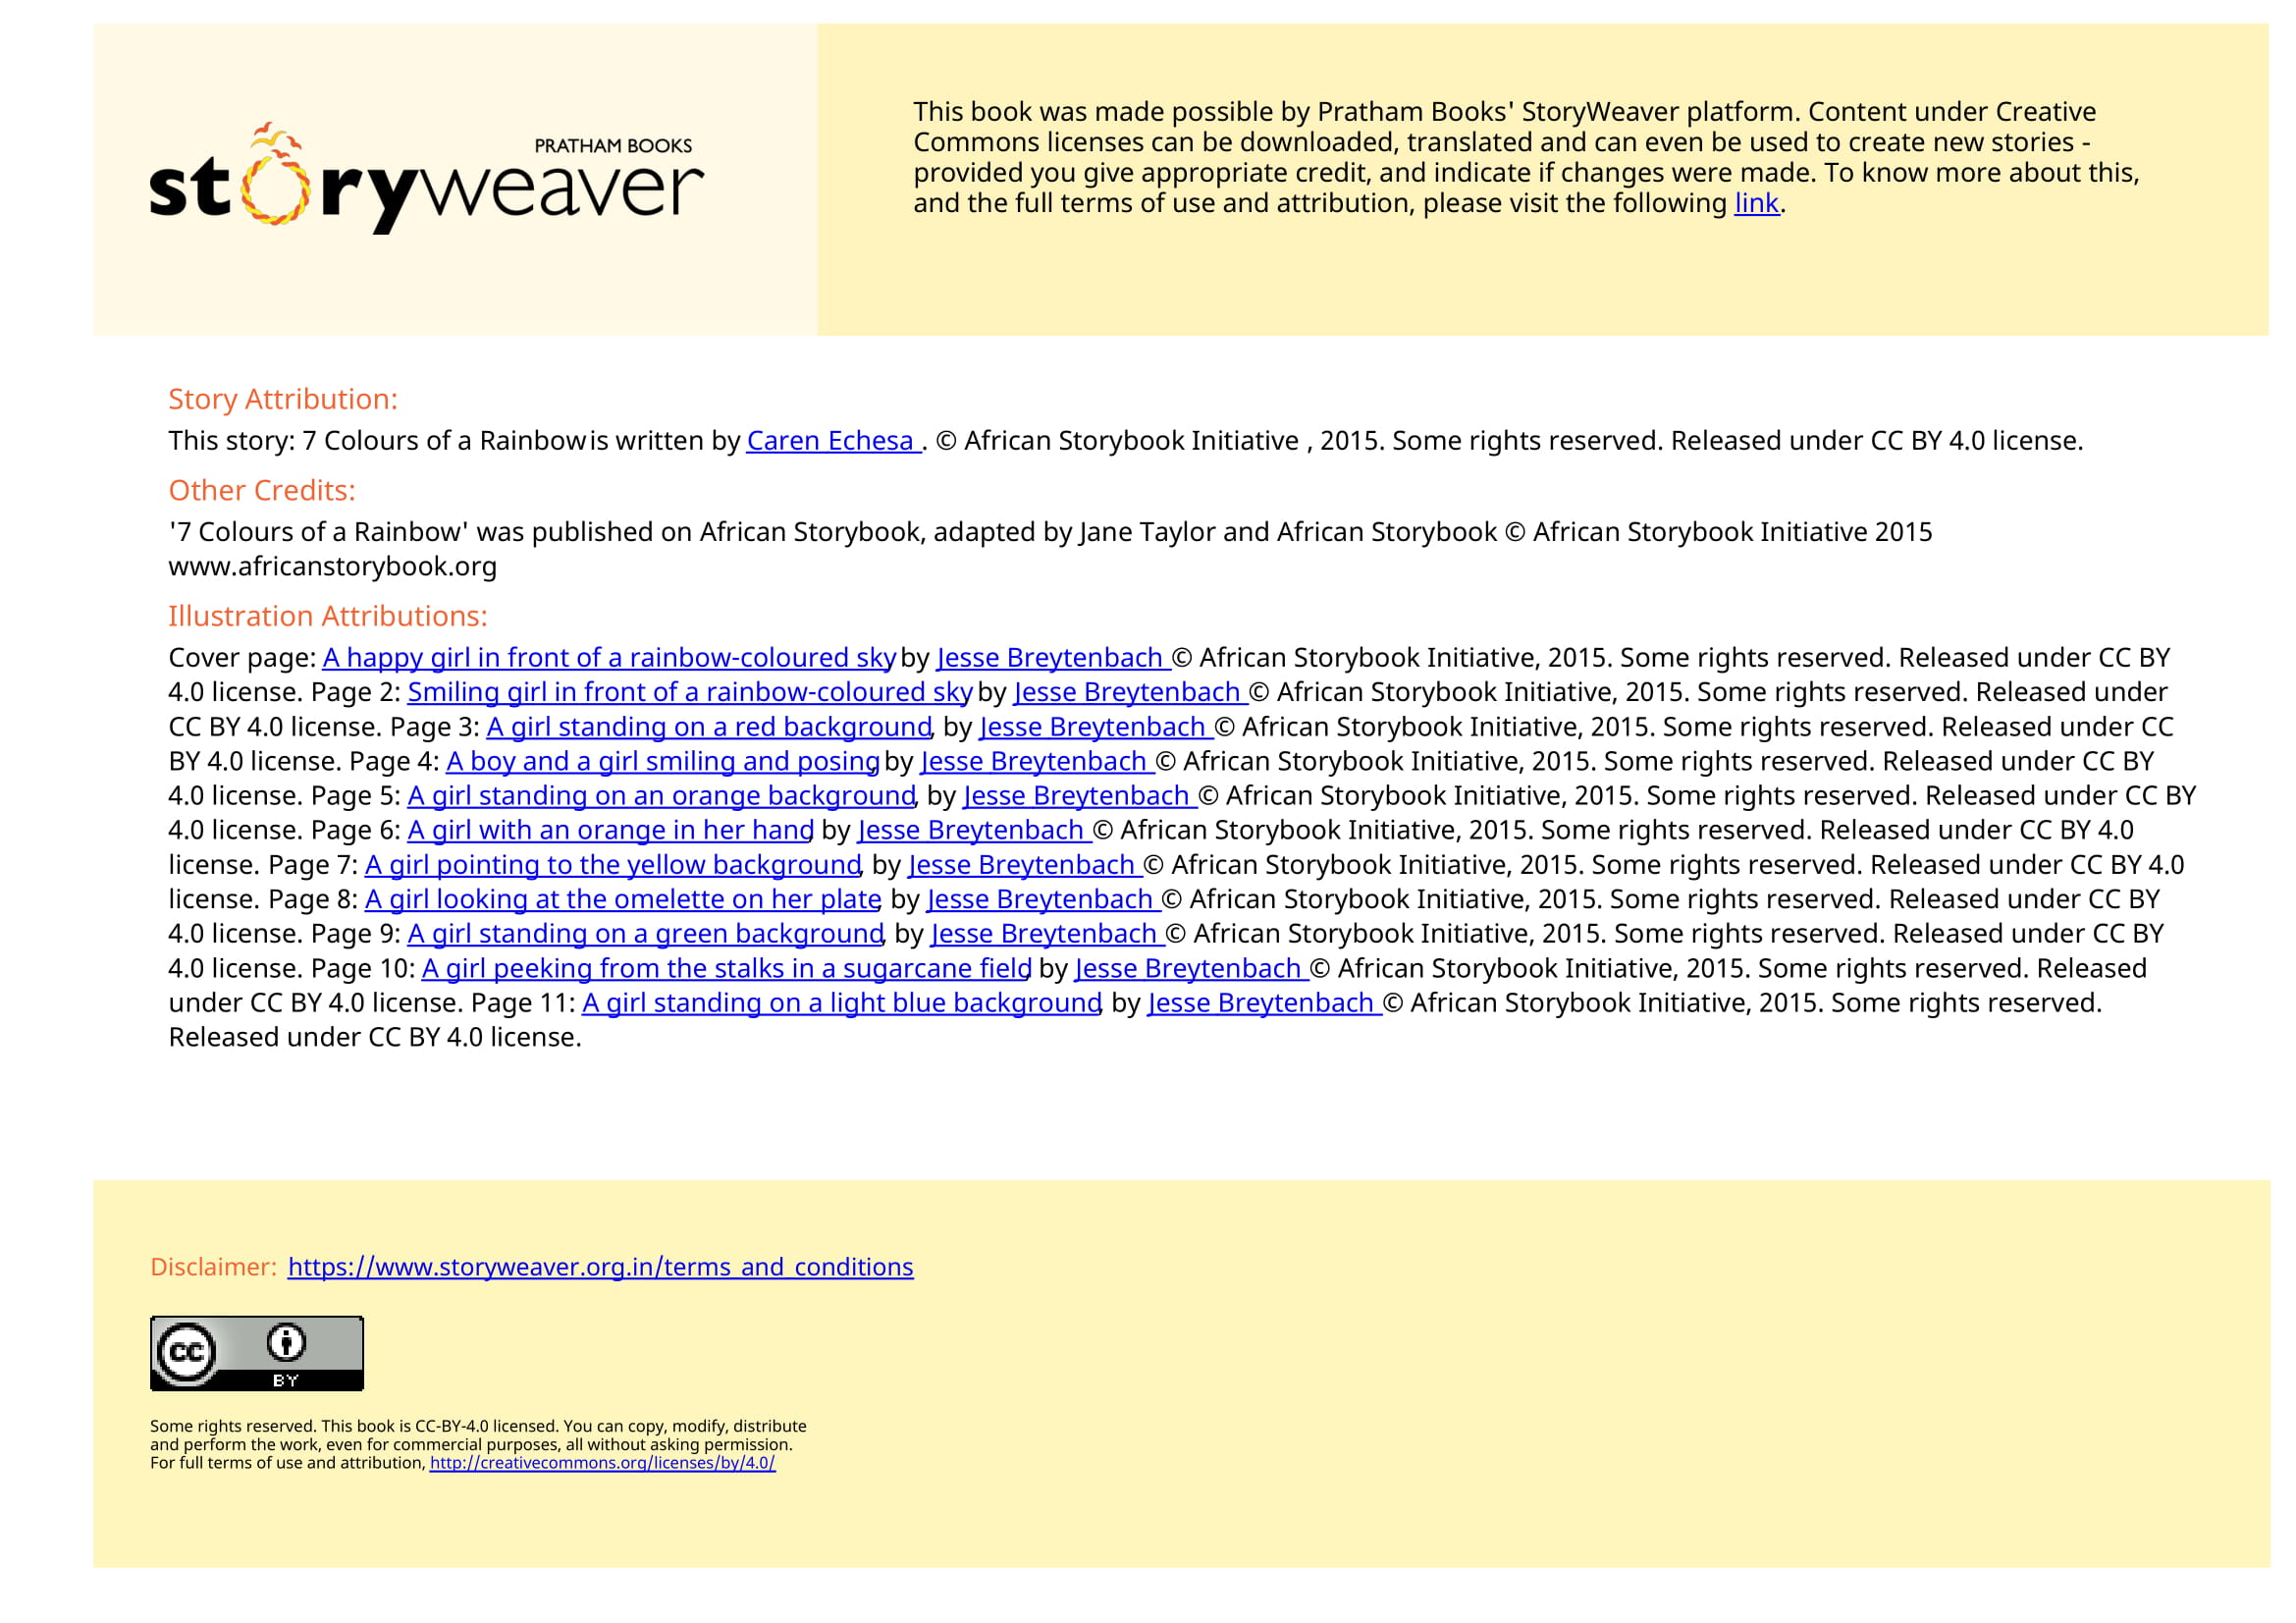 PRATHAM BOOKS
storyweaver
This book was made possible by Pratham Books' StoryWeaver platform. Content under Creative
Commons licenses can be downloaded, translated and can even be used to create new stories -
provided you give appropriate credit, and indicate if changes were made. To know more about this,
and the full terms of use and attribution, please visit the following link.
Story Attribution:
This story: 7 Colours of a Rainbow is written by Caren Echesa . © African Storybook Initiative , 2015. Some rights reserved. Released under CC BY 4.0 license.
Other Credits:
'7 Colours of a Rainbow' was published on African Storybook, adapted by Jane Taylor and African Storybook © African Storybook Initiative 2015
www.africanstorybook.org
Illustration Attributions:
Cover page: A happy girl in front of a rainbow-coloured sky, by Jesse Breytenbach © African Storybook Initiative, 2015. Some rights reserved. Released under CC BY
4.0 license. Page 2: Smiling girl in front of a rainbow-coloured sky, by Jesse Breytenbach © African Storybook Initiative, 2015. Some rights reserved. Released under
CC BY 4.0 license. Page 3: A girl standing on a red background, by Jesse Breytenbach © African Storybook Initiative, 2015. Some rights reserved. Released under CC
BY 4.0 license. Page 4: A boy and a girl smiling and posing, by Jesse Breytenbach © African Storybook Initiative, 2015. Some rights reserved. Released under CC BY
4.0 license. Page 5: A girl standing on an orange background, by Jesse Breytenbach © African Storybook Initiative, 2015. Some rights reserved. Released under CC BY
4.0 license. Page 6: A girl with an orange in her hand, by Jesse Breytenbach © African Storybook Initiative, 2015. Some rights reserved. Released under CC BY 4.0
license. Page 7: A girl pointing to the yellow background, by Jesse Breytenbach © African Storybook Initiative, 2015. Some rights reserved. Released under CC BY 4.0
license. Page 8: A girl looking at the omelette on her plate, by Jesse Breytenbach © African Storybook Initiative, 2015. Some rights reserved. Released under CC BY
4.0 license. Page 9: A girl standing on a green background, by Jesse Breytenbach © African Storybook Initiative, 2015. Some rights reserved. Released under CC BY
4.0 license. Page 10: A girl peeking from the stalks in a sugarcane field, by Jesse Breytenbach © African Storybook Initiative, 2015. Some rights reserved. Released
under CC BY 4.0 license. Page 11: A girl standing on a light blue background, by Jesse Breytenbach © African Storybook Initiative, 2015. Some rights reserved.
Released under CC BY 4.0 license.
Disclaimer: https://www.storyweaver.org.in/terms_and_conditions
cc
BY
Some rights reserved. This book is CC-BY-4.0 licensed. You can copy, modify, distribute
and perform the work, even for commercial purposes, all without asking permission.
For full terms of use and attribution, http://creativecommons.org/licenses/by/4.0/